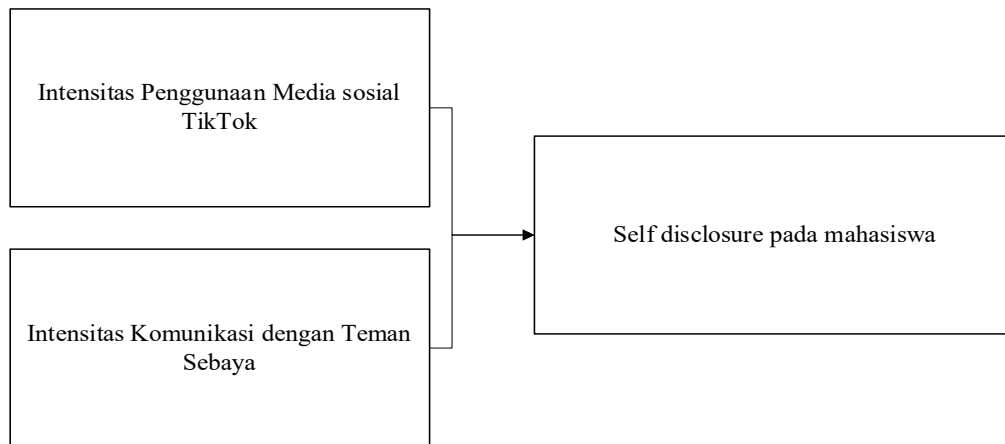 Intensitas Penggunaan Media sosial
TikTok
Self disclosure pada mahasiswa
Intensitas Komunikasi dengan Teman
Sebaya